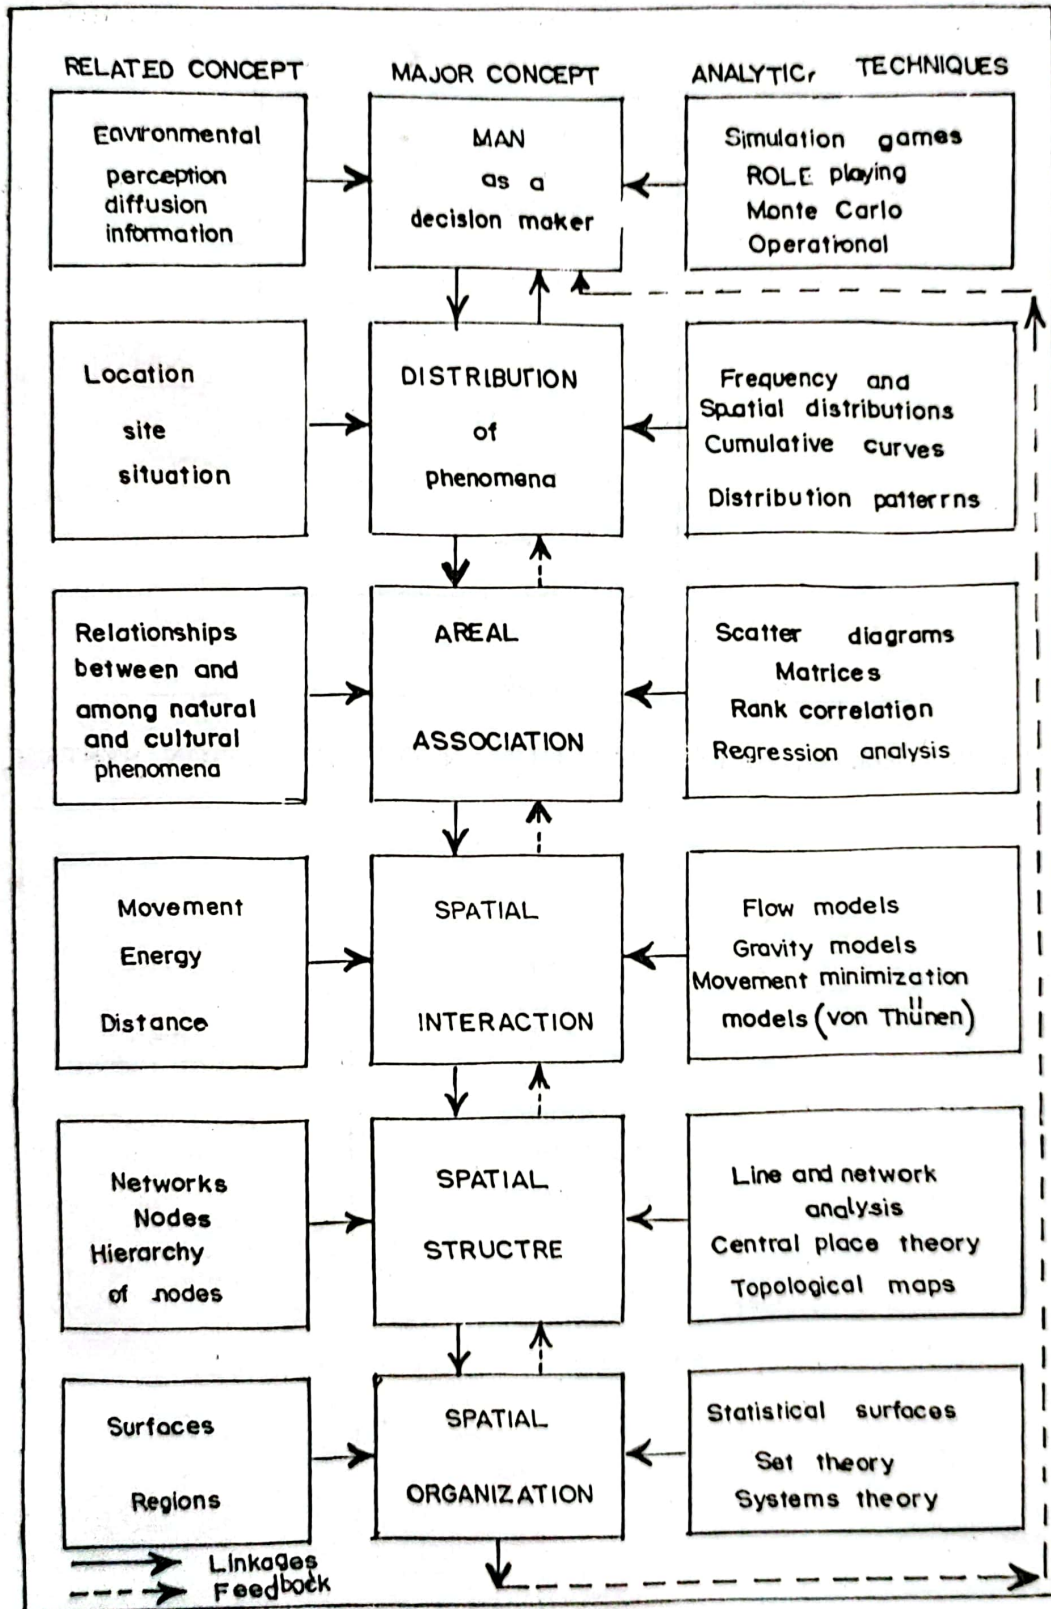 RELATED CONCEPT
MAJOR CONCEPT
ANALYTIC, TECHNIQUES
Environmental
perception
diffusion
information
MAN
as a
decision maker
Simulation games
ROLE playing
Monte Carlo
Operational
Location
site
situation
DISTRIBUTION
of
phenomena
Frequency and
Spatial distributions
Cumulative curves
Distribution patterrns
Relationships
between and
among natural
and cultural
phenomena
AREAL
ASSOCIATION
Scatter diagrams
Matrices
Rank correlation
Regression analysis
Movement
Energy
Distance
SPATIAL
INTERACTION
Flow models
Gravity models
Movement minimization
models (von Thünen)
Networks
Nodes
Hierarchy
of nodes
SPATIAL
STRUCTRE
Line and network
analysis
Central place theory
Topological maps
Surfaces
Regions
SPATIAL
ORGANIZATION
Statistical surfaces
Set theory
Systems theory
Linkages
Feedback